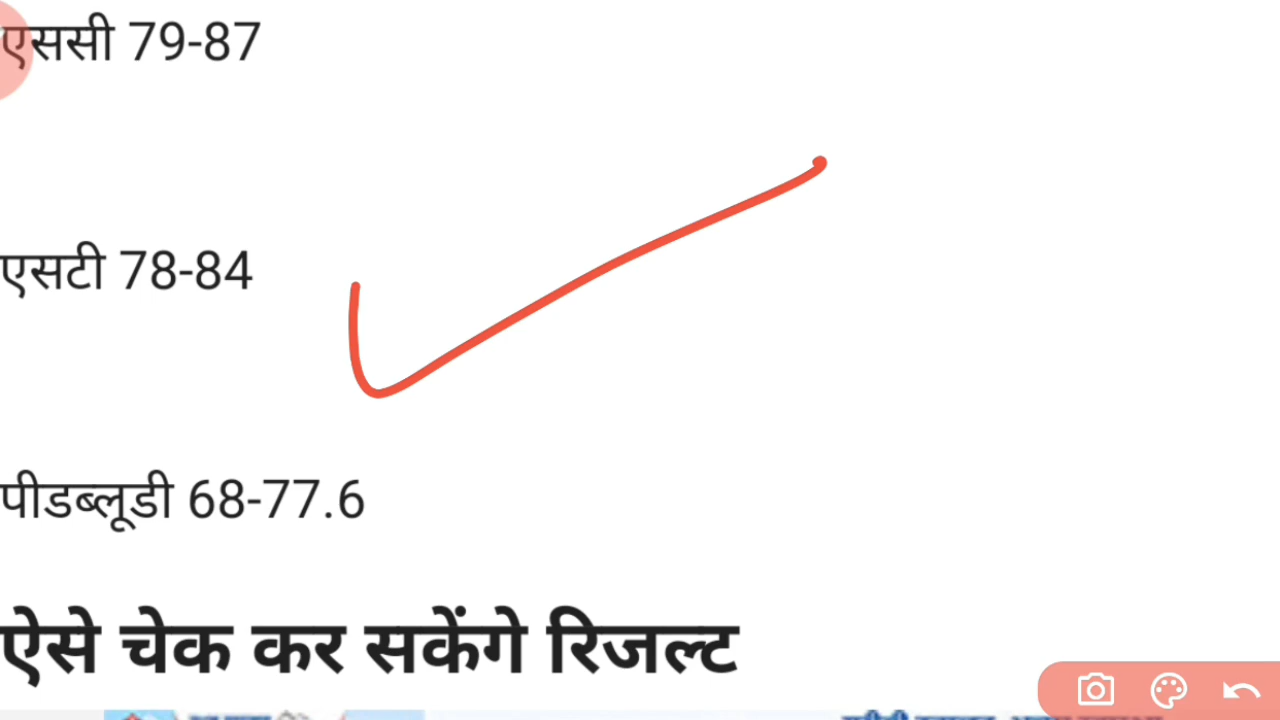 एससी 79-87
एसटी 78-84
पीडब्लूडी 68-77.6
ऐसे चेक कर सकेंगे रिजल्ट